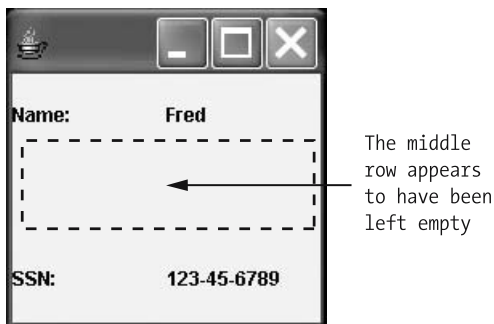 Name: Fred
The middle
row appears
to have been
left empty
SSN: 123-45-6789